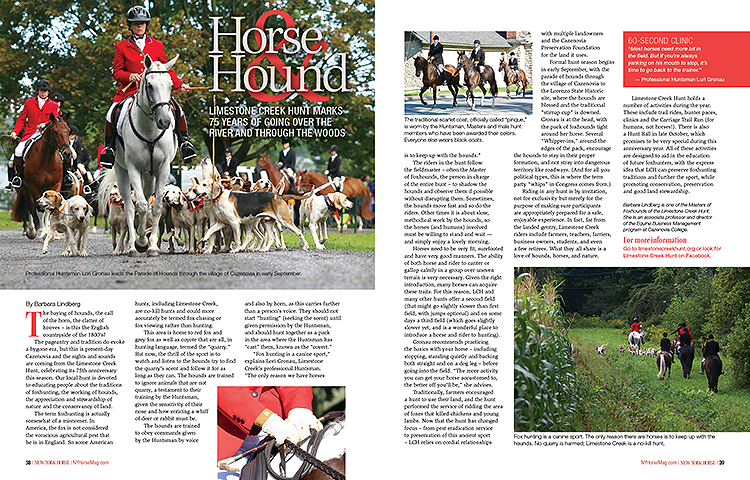 Horse
&
Hound
LIMESTONE CREEK HUNT MARKS
75 YEARS OF GOING OVER THE
RIVER AND THROUGH THE WOODS
Professional Huntsman Lori Gronau leads the Parade of Hounds through the village of Cazenovia in early September.
By Barbara Lindberg
The baying of hounds, the call
of the horn, the clatter of
hooves – is this the English
countryside of the 1800's?
The pageantry and tradition do evoke
a bygone era, but this is present-day
Cazenovia and the sights and sounds
are coming from the Limestone Creek
Hunt, celebrating its 75th anniversary
this season. Our local hunt is devoted
to educating people about the traditions
of foxhunting, the working of hounds,
the appreciation and stewardship of
nature and the conservancy of land.
The term foxhunting is actually
somewhat of a misnomer. In
America, the fox is not considered
the voracious agricultural pest that
he is in England. So some American
hunts, including Limestone Creek,
are no-kill hunts and could more
accurately be termed fox chasing or
fox viewing rather than hunting.
This area is home to red fox and
grey fox as well as coyote that are all, in
hunting language, termed the "quarry."
But now, the thrill of the sport is to
watch and listen to the hounds try to find
the quarry's scent and follow it for as
long as they can. The hounds are trained
to ignore animals that are not
quarry, a testament to their
training by the Huntsman,
given the sensitivity of their
nose and how enticing a whiff
of deer or rabbit must be.
The hounds are trained
to obey commands given
by the Huntsman by voice
and also by horn, as this carries further
than a person's voice. They should not
start "hunting" (seeking the scent) until
given permission by the Huntsman,
and should hunt together as a pack
in the area where the Huntsman has
"cast" them, known as the "covert."
"Fox hunting is a canine sport,"
explains Lori Gronau, Limestone
Creek's professional Huntsman.
"The only reason we have horses
38 | NEW YORK HORSE | NYHorseMag.com
The traditional scarlet coat, officially called "pinque,"
is worn by the Huntsman, Masters and male hunt
members who have been awarded their colors.
Everyone else wears black coats.
is to keep up with the hounds."
The riders in the hunt follow
the fieldmaster – often the Master
of Foxhounds, the person in charge
of the entire hunt – to shadow the
hounds and observe them if possible
without disrupting them. Sometimes,
the hounds move fast and so do the
riders. Other times it is about slow,
methodical work by the hounds, so
the horses (and humans) involved
must be willing to stand and wait —
and simply enjoy a lovely morning.
Horses need to be very fit, surefooted
and have very good manners. The ability
of both horse and rider to canter or
gallop calmly in a group over uneven
terrain is very necessary. Given the right
introduction, many horses can acquire
these traits. For this reason, LCH and
many other hunts offer a second field
(that might go slightly slower than first
field, with jumps optional) and on some
days a third field (which goes slightly
slower yet, and is a wonderful place to
introduce a horse and rider to hunting).
Gronau recommends practicing
the basics with your horse – including
stopping, standing quietly and backing
both straight and on a dog leg – before
going into the field. "The more activity
you can get your horse accustomed to,
the better off you'll be," she advises.
Traditionally, farmers encouraged
a hunt to use their land, and the hunt
performed the service of ridding the area
of foxes that killed chickens and young
lambs. Now that the hunt has changed
focus – from pest eradication service
to preservation of this ancient sport
– LCH relies on cordial relationships
with multiple landowners
and the Cazenovia
Preservation Foundation
for the land it uses.
Formal hunt season begins
in early September, with the
parade of hounds through
the village of Cazenovia to
the Lorenzo State Historic
site, where the hounds are
blessed and the traditional
"stirrup cup" is downed.
Gronau is at the head, with
the pack of foxhounds tight
around her horse. Several
"Whipper-ins," around the
edges of the pack, encourage
the hounds to stay in their proper
formation, and not stray into dangerous
territory like roadways. (And for all you
political types, this is where the term
party "whips" in Congress comes from.)
Riding in any hunt is by invitation,
not for exclusivity but merely for the
purpose of making sure participants
are appropriately prepared for a safe,
enjoyable experience. In fact, far from
the landed gentry, Limestone Creek
riders include farmers, teachers, farriers,
business owners, students, and even
a few retirees. What they all share is a
love of hounds, horses, and nature.
60-SECOND CLINIC
"Most horses need more bit in
the field. But if you're always
yanking on his mouth to stop, it's
time to go back to the trainer."
— Professional Huntsman Lori Gronau
Limestone Creek Hunt holds a
number of activities during the year.
These include trail rides, hunter paces,
clinics and the Carriage Trail Run (for
humans, not horses!). There is also
a Hunt Ball in late October, which
promises to be very special during this
anniversary year. All of these activities
are designed to aid in the education
of future foxhunters, with the express
idea that LCH can preserve foxhunting
traditions and further the sport, while
promoting conservation, preservation
and good land stewardship.
Barbara Lindberg is one of the Masters of
Foxhounds of the Limestone Creek Hunt.
She is an associate professor and director
of the Equine Business Management
program at Cazenovia College.
For more information
Go to limestonecreekhunt.org or look for
Limestone Creek Hunt on Facebook.
Fox hunting is a canine sport. The only reason there are horses is to keep up with the
hounds. No quarry is harmed; Limestone Creek is a no-kill hunt.
NYHorseMag.com | NEW YORK HORSE | 39